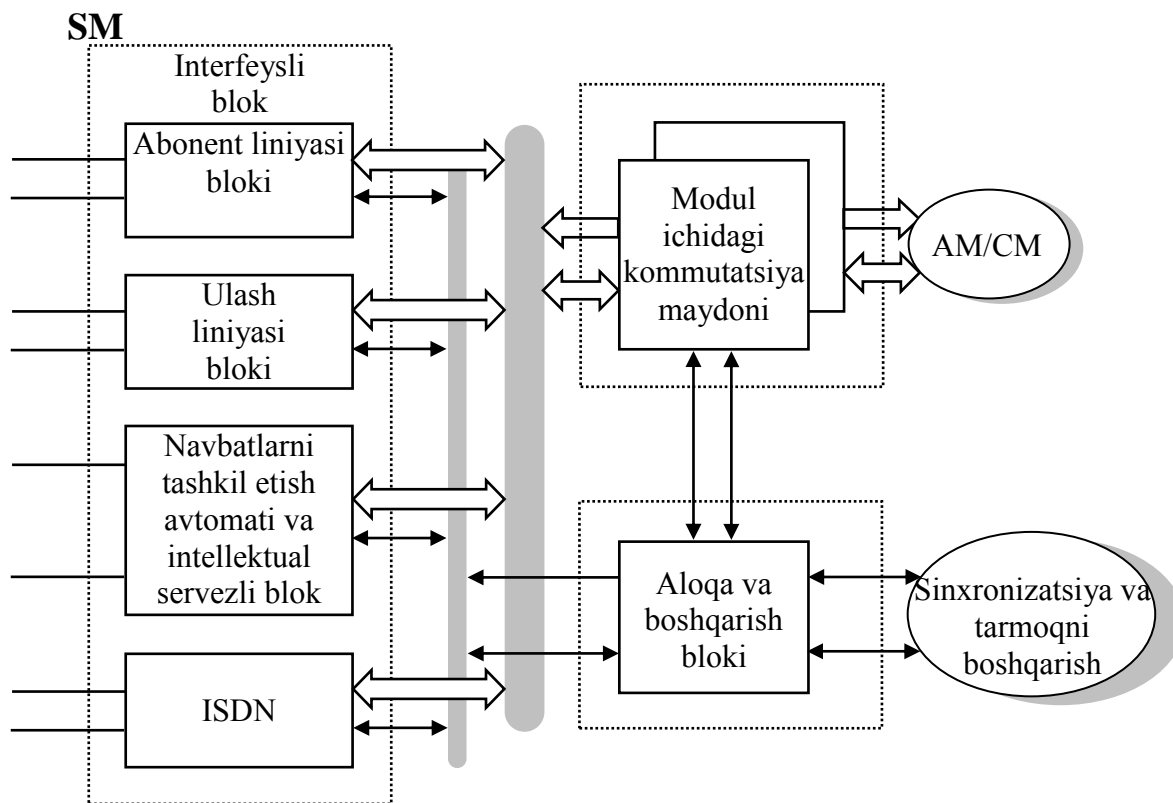 SM
Interfeysli
blok
Abonent liniyasi
bloki
Ulash
liniyasi
bloki
Navbatlarni
tashkil etish
avtomati va
intellektual
servezli blok
ISDN
Modul
ichidagi
kommutatsiya
maydoni
AM/CM
Aloqa va
boshqarish
bloki
Sinxronizatsiya va
tarmoqni
boshqarish